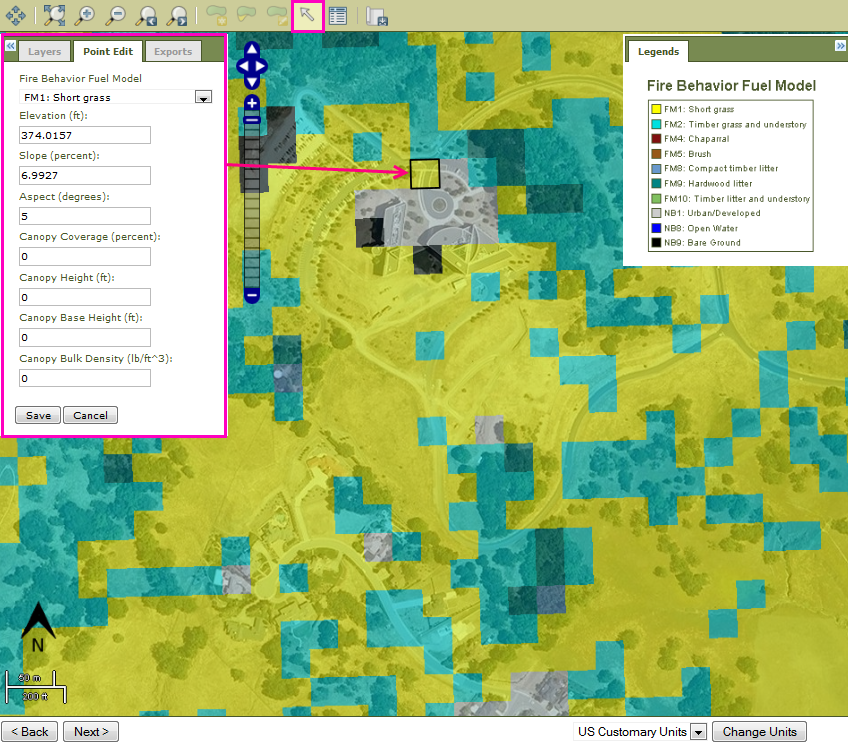 Layers
Point Edit
Exports
Fire Behavior Fuel Model
FM1: Short grass
Elevation (ft):
374.0157
Slope (percent):
6.9927
Aspect (degrees):
5
Canopy Coverage (percent):
0
Canopy Height (ft):
0
Canopy Base Height (ft):
0
Canopy Bulk Density (lb/ft^3):
0
Save
Cancel
Legends
Fire Behavior Fuel Model
FM1: Short grass
FM2: Timber grass and understory
FM4: Chaparral
FM5: Brush
FM8: Compact timber litter
FM9: Hardwood litter
FM10: Timber litter and understory
NB1: Urban/Developed
NB8: Open Water
NB9: Bare Ground
N
50 m
200 ft
< Back
Next >
US Customary Units
Change Units